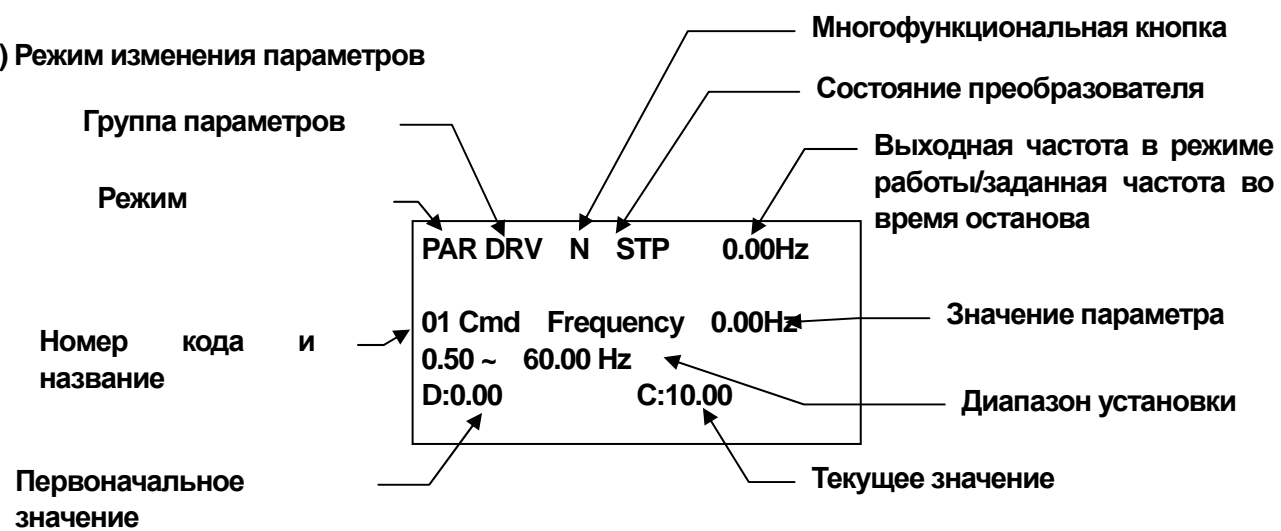 Многофункциональная кнопка
) Режим изменения параметров
Состояние преобразователя
Группа параметров
Выходная частота в режиме
работы/заданная частота во
время останова
Режим
PAR DRV N STP 0.00Hz
01 Cmd Frequency 0.00Hz
Значение параметра
Номер кода и
название
0.50 ~ 60.00 Hz
D:0.00 C:10.00
Диапазон установки
Первоначальное
значение
Текущее значение